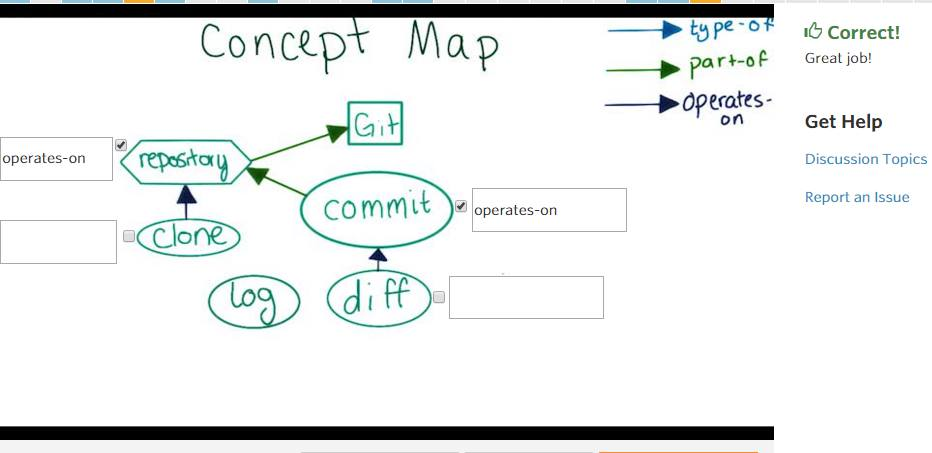 Concept Map
type-of
part-of
operates-
on
Git
operates-on
repository
commit
operates-on
clone
log
diff
Correct!
Great job!
Get Help
Discussion Topics
Report an Issue